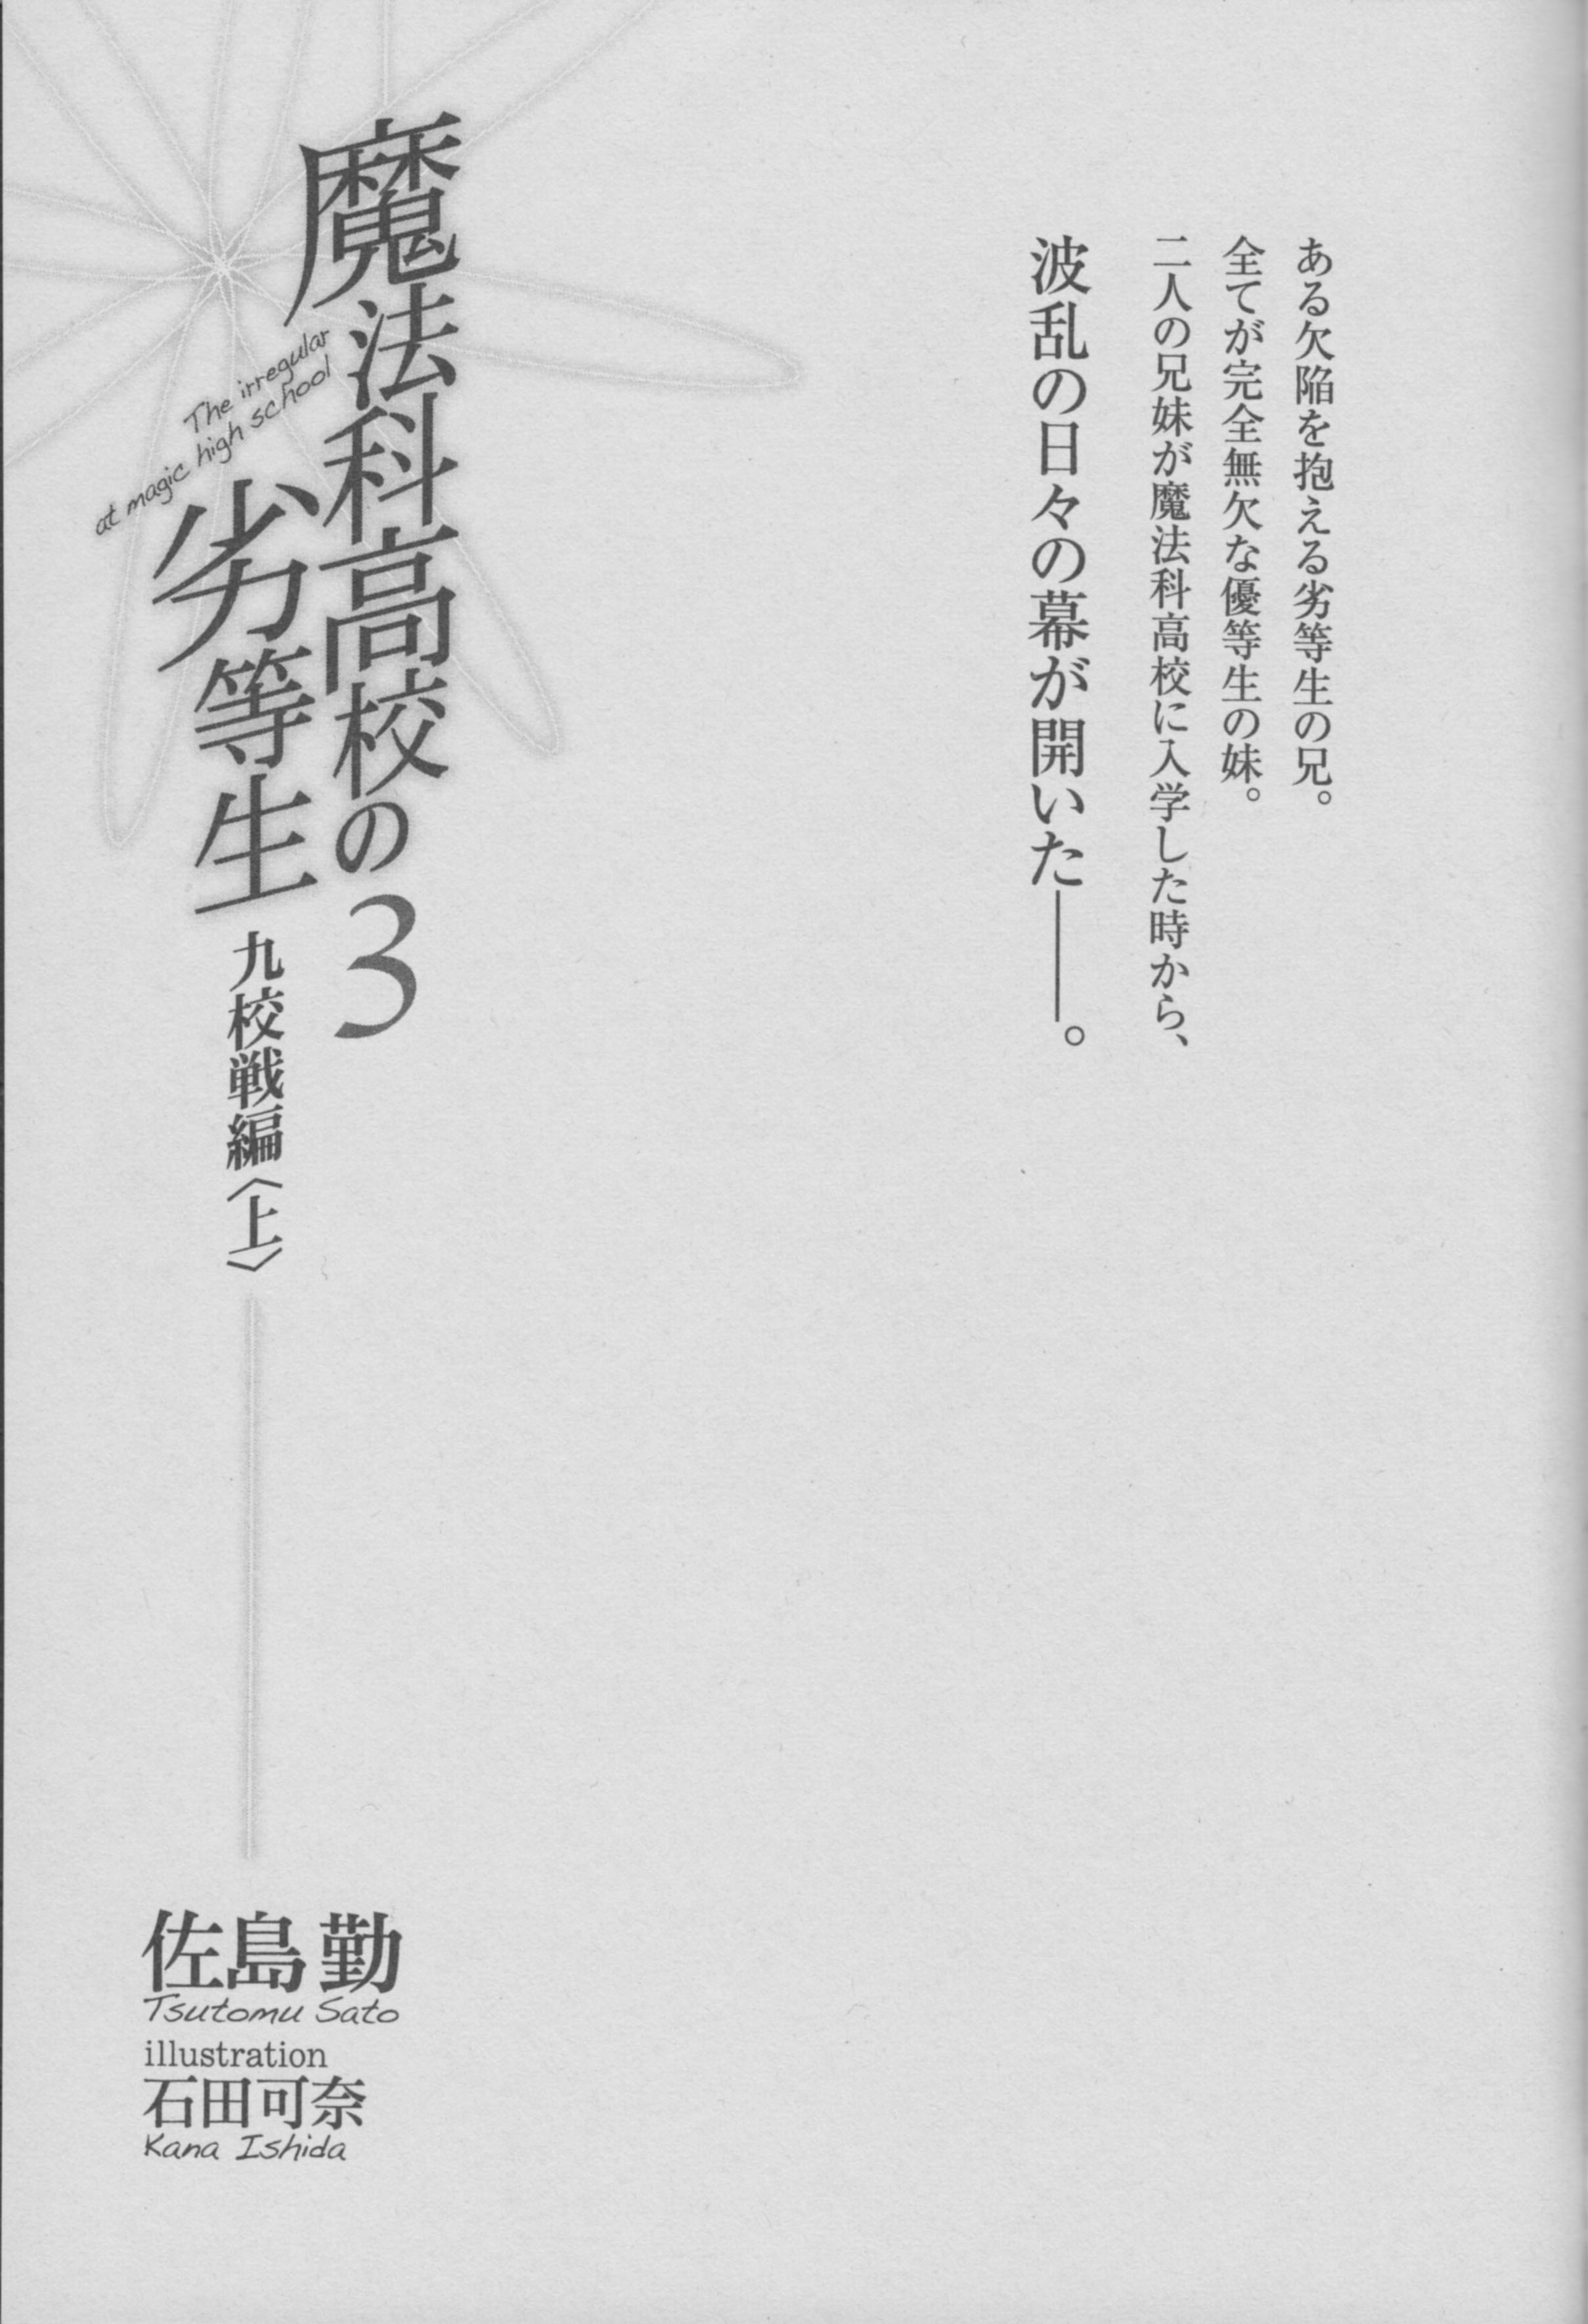 ある欠陥を抱える劣等生の兄。
全てが完全無欠な優等生の妹。
二人の兄妹が魔法科高校に入学した時から、
波乱の日々の幕が開いた――。
魔法科高校の
劣等生
3
The irregular
at magic high school
九校戦編〈上〉
佐島 勤
Tsutomu Sato
illustration
石田可奈
Kana Ishida